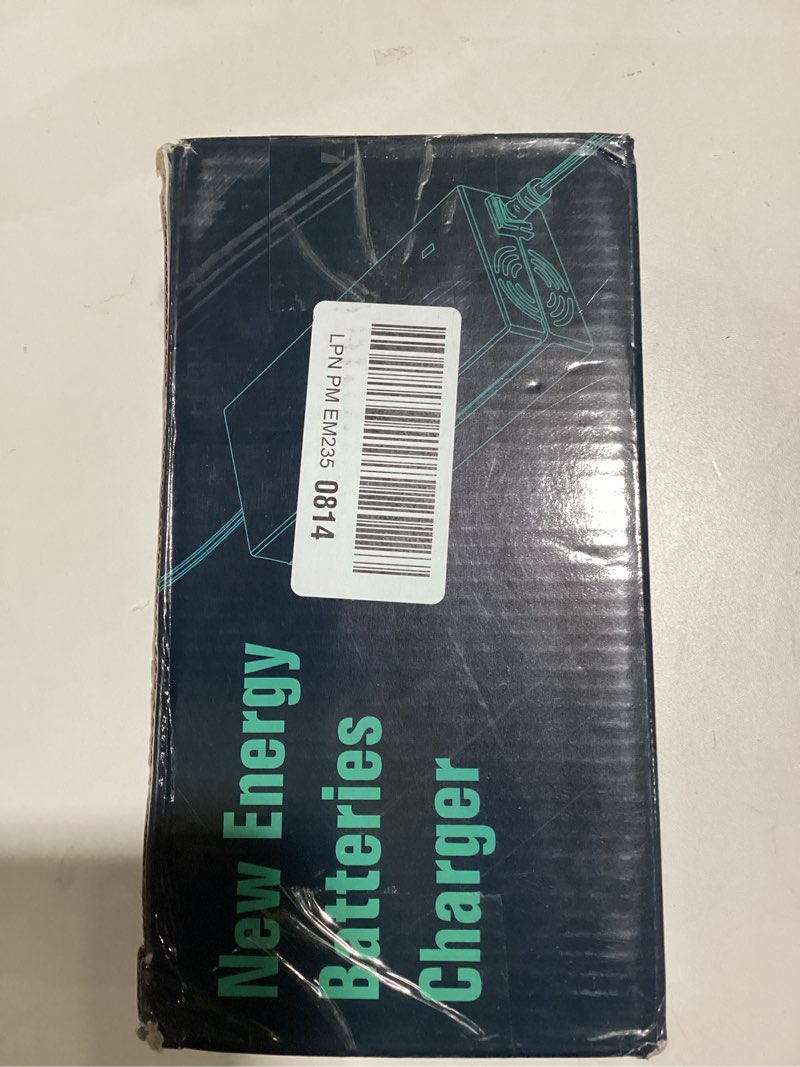 New Energy
Batteries
Charger
LPN PM EM235 0814